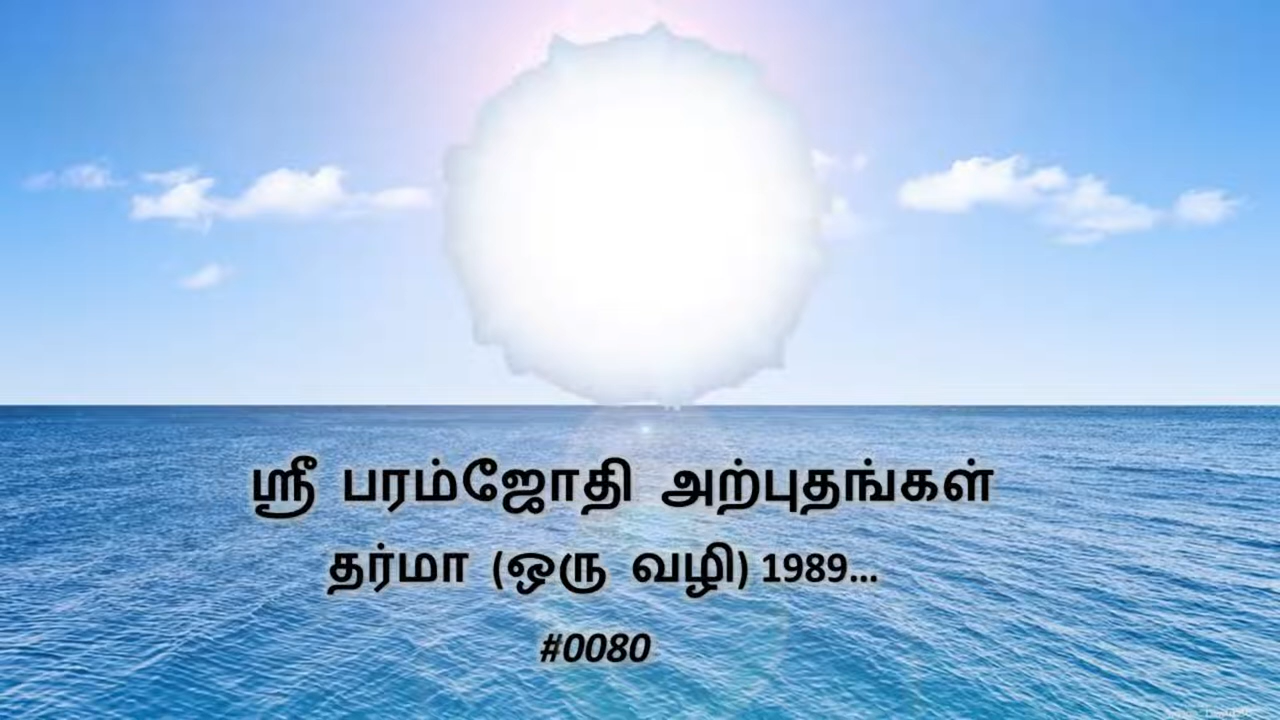 ஸ்ரீ பரம்ஜோதி அற்புதங்கள்
தர்மா (ஒரு வழி) 1989...
#0080